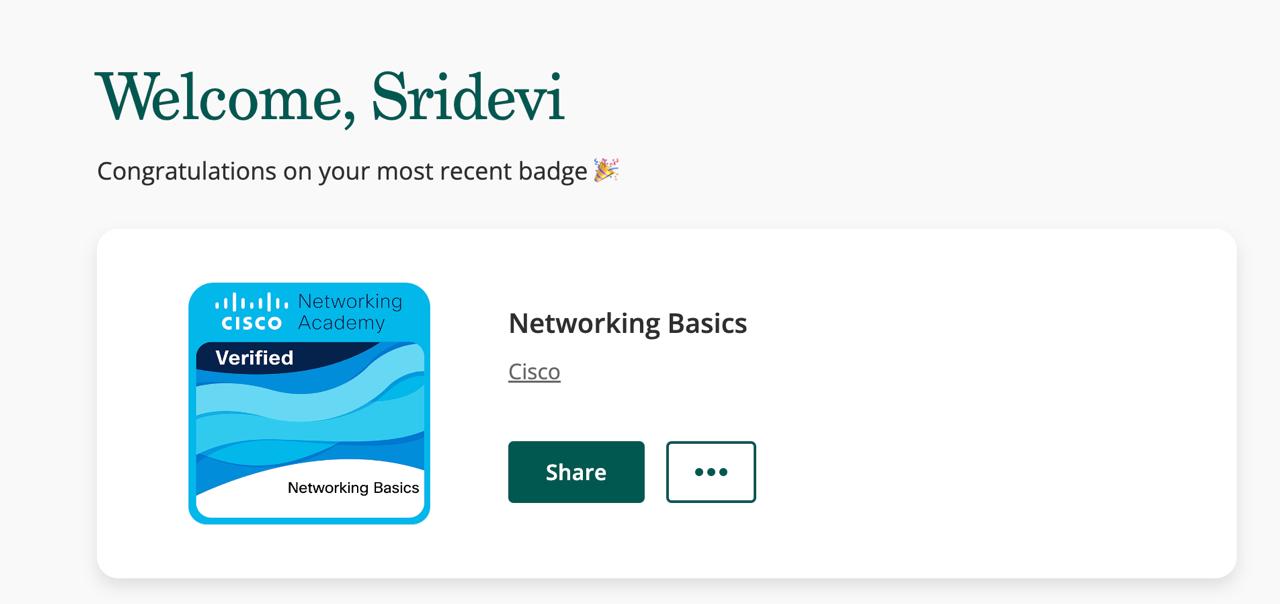 Welcome, Sridevi
Congratulations on your most recent badge 🎉
CISCO
Networking
Academy
Verified
Networking Basics
Networking Basics
Cisco
Share
•••